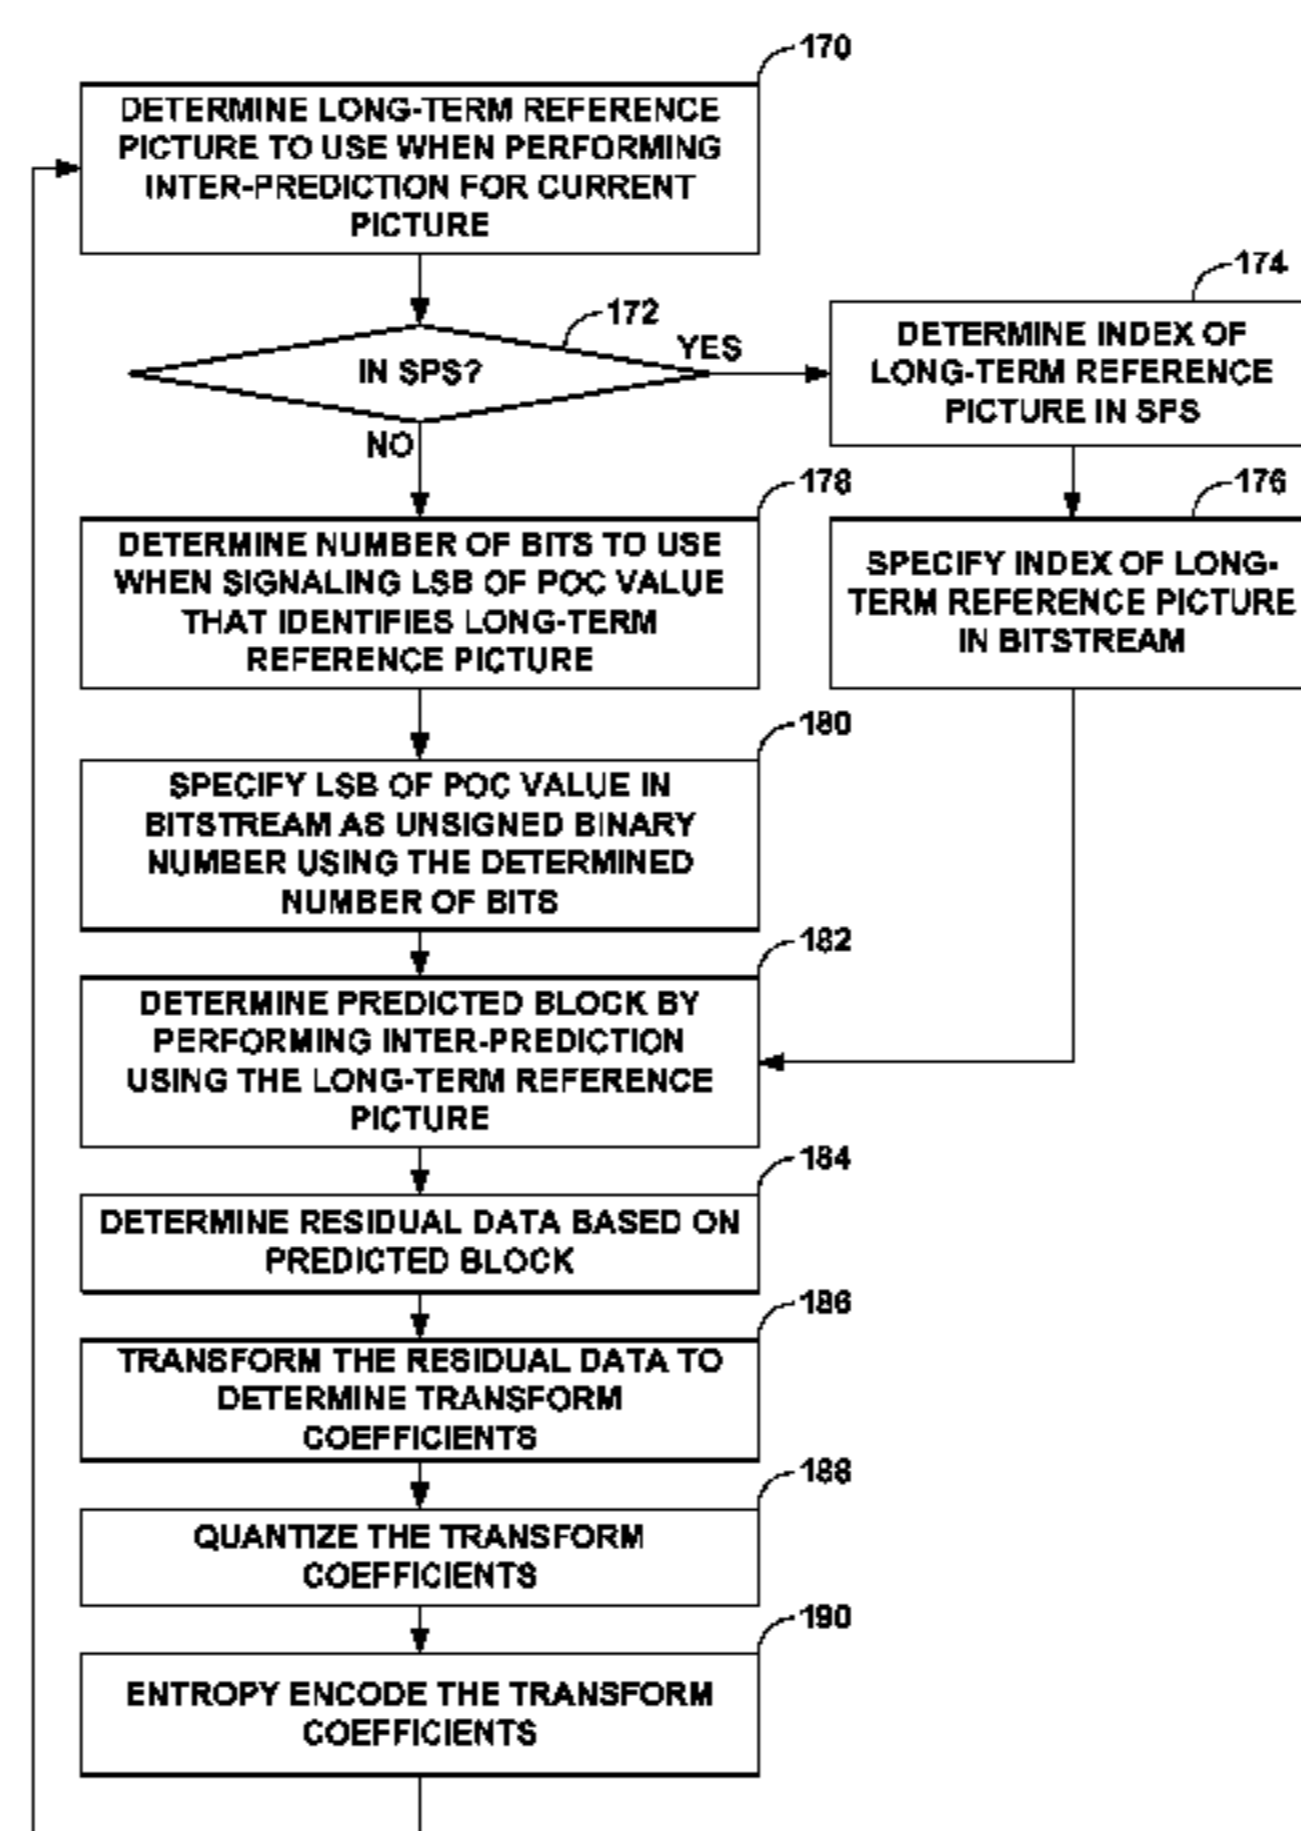 170
DETERMINE LONG-TERM REFERENCE
PICTURE TO USE WHEN PERFORMING
INTER-PREDICTION FOR CURRENT
PICTURE
172
IN SPS?
YES
NO
174
DETERMINE INDEX OF
LONG-TERM REFERENCE
PICTURE IN SPS
176
SPECIFY INDEX OF LONG-
TERM REFERENCE PICTURE
IN BITSTREAM
178
DETERMINE NUMBER OF BITS TO USE
WHEN SIGNALING LSB OF POC VALUE
THAT IDENTIFIES LONG-TERM
REFERENCE PICTURE
180
SPECIFY LSB OF POC VALUE IN
BITSTREAM AS UNSIGNED BINARY
NUMBER USING THE DETERMINED
NUMBER OF BITS
182
DETERMINE PREDICTED BLOCK BY
PERFORMING INTER-PREDICTION
USING THE LONG-TERM REFERENCE
PICTURE
184
DETERMINE RESIDUAL DATA BASED ON
PREDICTED BLOCK
186
TRANSFORM THE RESIDUAL DATA TO
DETERMINE TRANSFORM
COEFFICIENTS
188
QUANTIZE THE TRANSFORM
COEFFICIENTS
190
ENTROPY ENCODE THE TRANSFORM
COEFFICIENTS